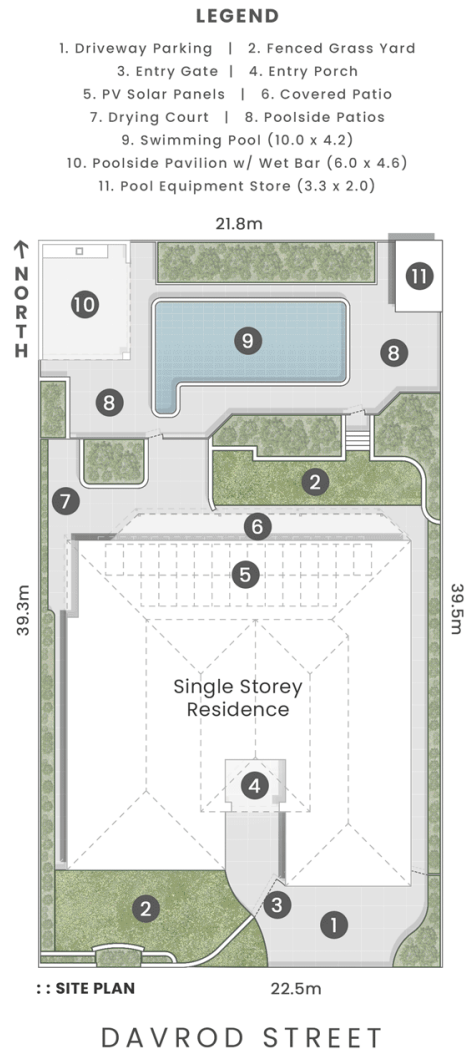 LEGEND
1. Driveway Parking | 2. Fenced Grass Yard
3. Entry Gate | 4. Entry Porch
5. PV Solar Panels | 6. Covered Patio
7. Drying Court | 8. Poolside Patios
9. Swimming Pool (10.0 x 4.2)
10. Poolside Pavilion w/ Wet Bar (6.0 x 4.6)
11. Pool Equipment Store (3.3 x 2.0)
21.8m
NORTH
11
10
9
8
8
2
7
6
5
39.3m
39.5m
Single Storey
Residence
4
2
3
1
:: SITE PLAN
22.5m
DAVROD STREET